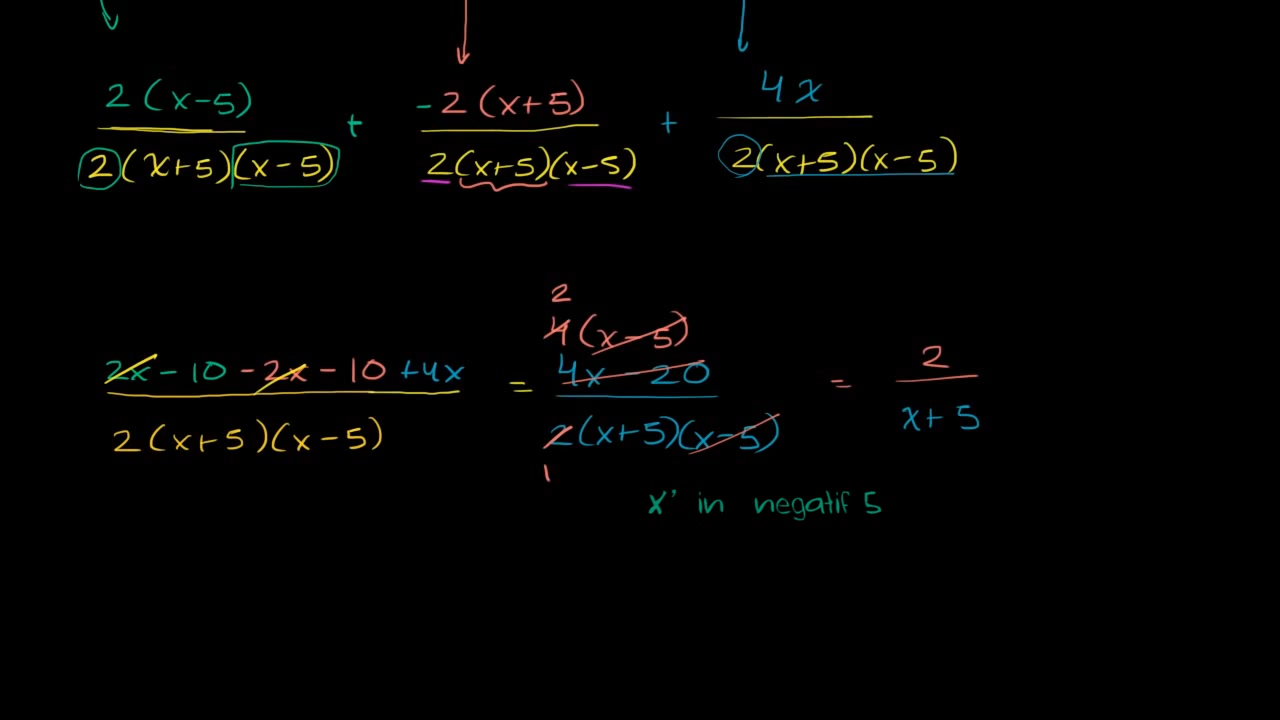 2(x-5) + -2(x+5) + 4x
2(x+5)(x-5) 2(x+5)(x-5) 2(x+5)(x-5)
2
4(x-5)
2x-10-2x-10+4x = 4x-20 = 2
2(x+5)(x-5) 2(x+5)(x-5) x+5
1
x' in negatif 5